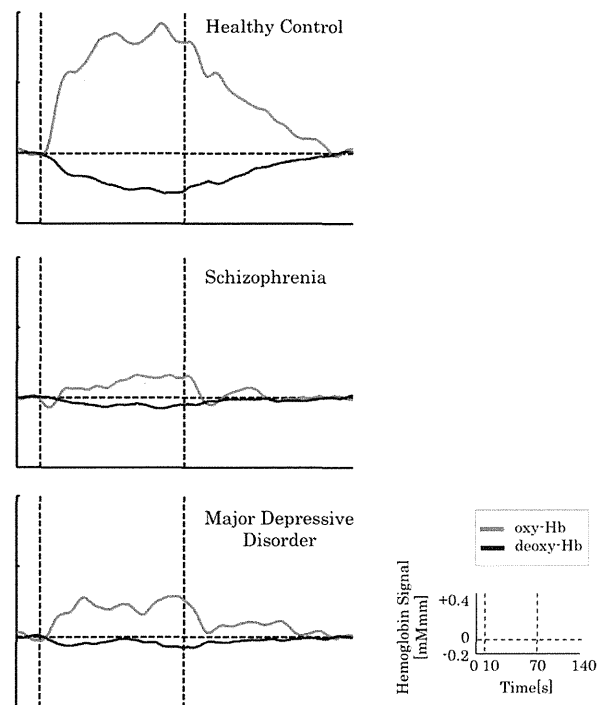 Healthy Control
Schizophrenia
Major Depressive
Disorder
oxy-Hb
deoxy-Hb
Hemoglobin Signal
[mMmm]
+0.4
0
-0.2
0 10 70 140
Time[s]